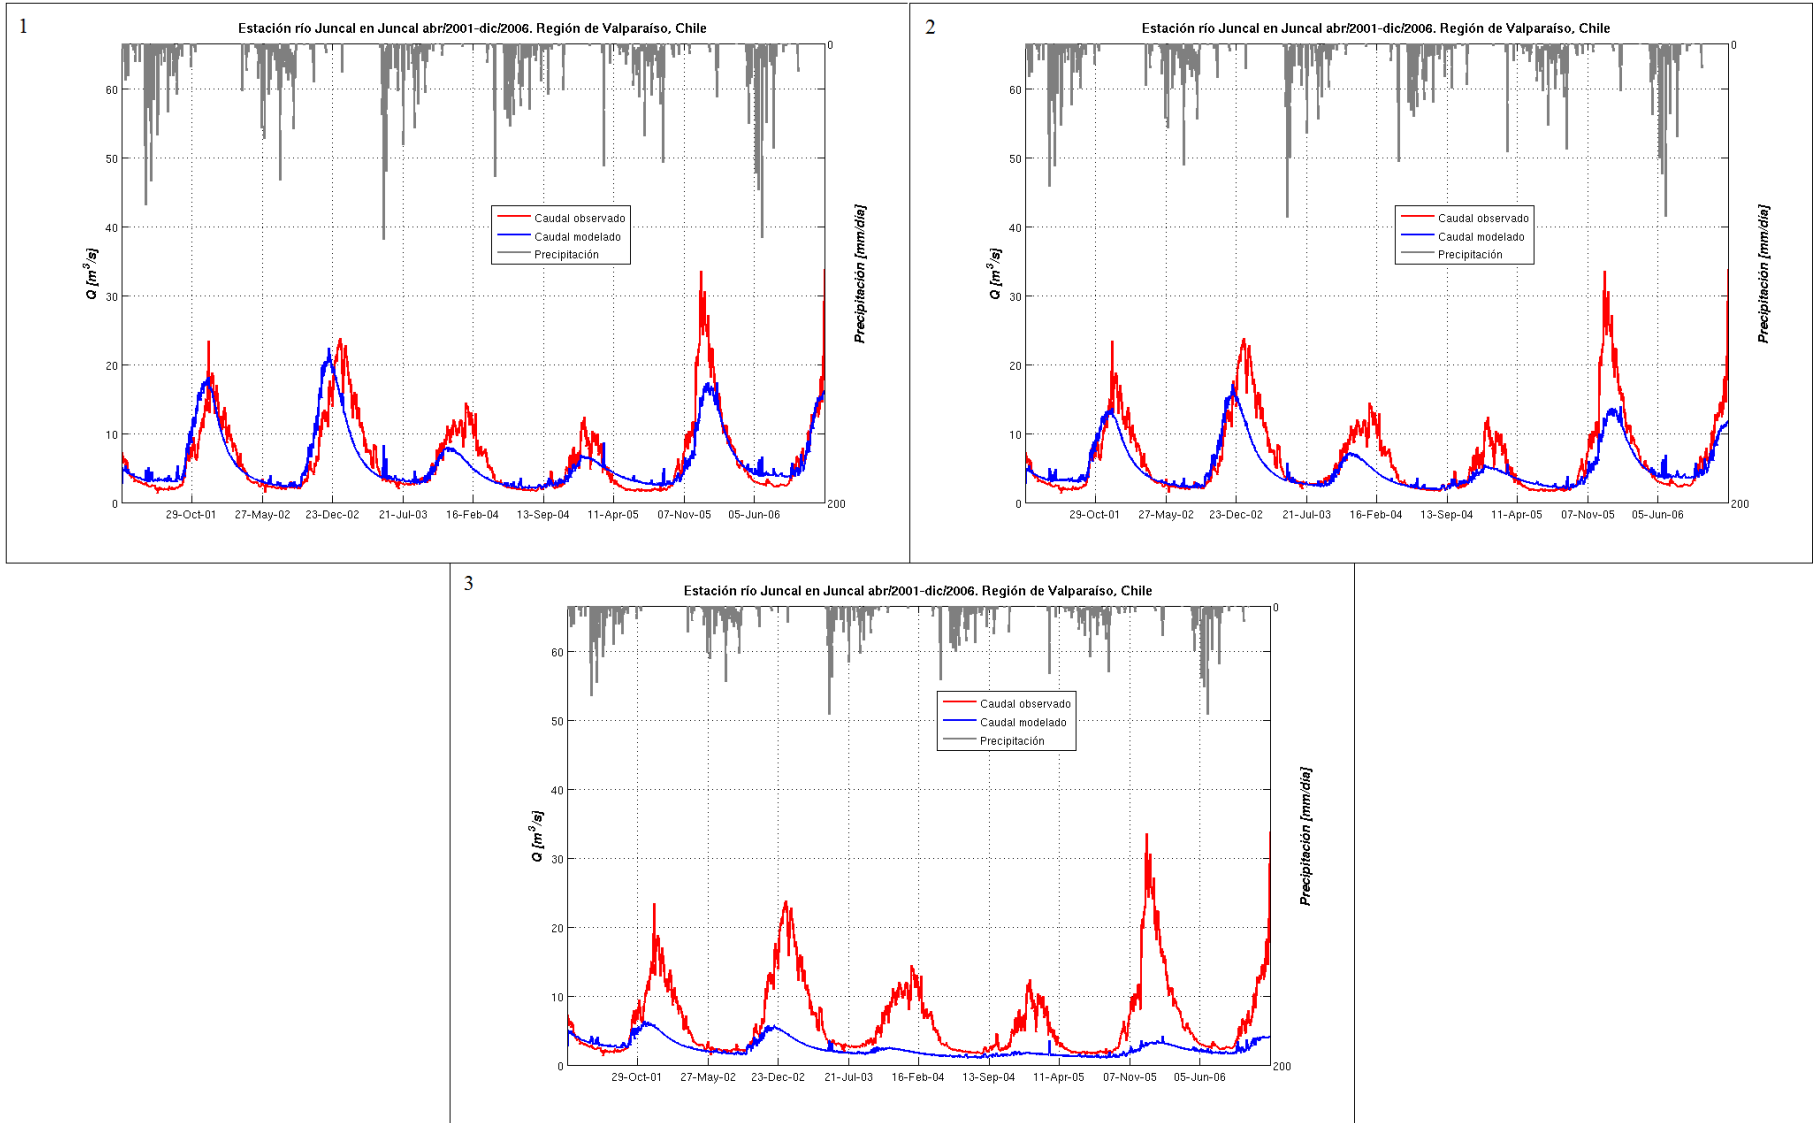 1
Estación río Juncal en Juncal abr/2001-dic/2006. Región de Valparaíso, Chile
0
60
50
40
30
20
10
0
Q [m³/s]
Precipitación [mm/día]
Caudal observado
Caudal modelado
Precipitación
200
29-Oct-01 27-May-02 23-Dec-02 21-Jul-03 16-Feb-04 13-Sep-04 11-Apr-05 07-Nov-05 05-Jun-06
2
Estación río Juncal en Juncal abr/2001-dic/2006. Región de Valparaíso, Chile
0
60
50
40
30
20
10
0
Q [m³/s]
Precipitación [mm/día]
Caudal observado
Caudal modelado
Precipitación
200
29-Oct-01 27-May-02 23-Dec-02 21-Jul-03 16-Feb-04 13-Sep-04 11-Apr-05 07-Nov-05 05-Jun-06
3
Estación río Juncal en Juncal abr/2001-dic/2006. Región de Valparaíso, Chile
0
60
50
40
30
20
10
0
Q [m³/s]
Precipitación [mm/día]
Caudal observado
Caudal modelado
Precipitación
200
29-Oct-01 27-May-02 23-Dec-02 21-Jul-03 16-Feb-04 13-Sep-04 11-Apr-05 07-Nov-05 05-Jun-06